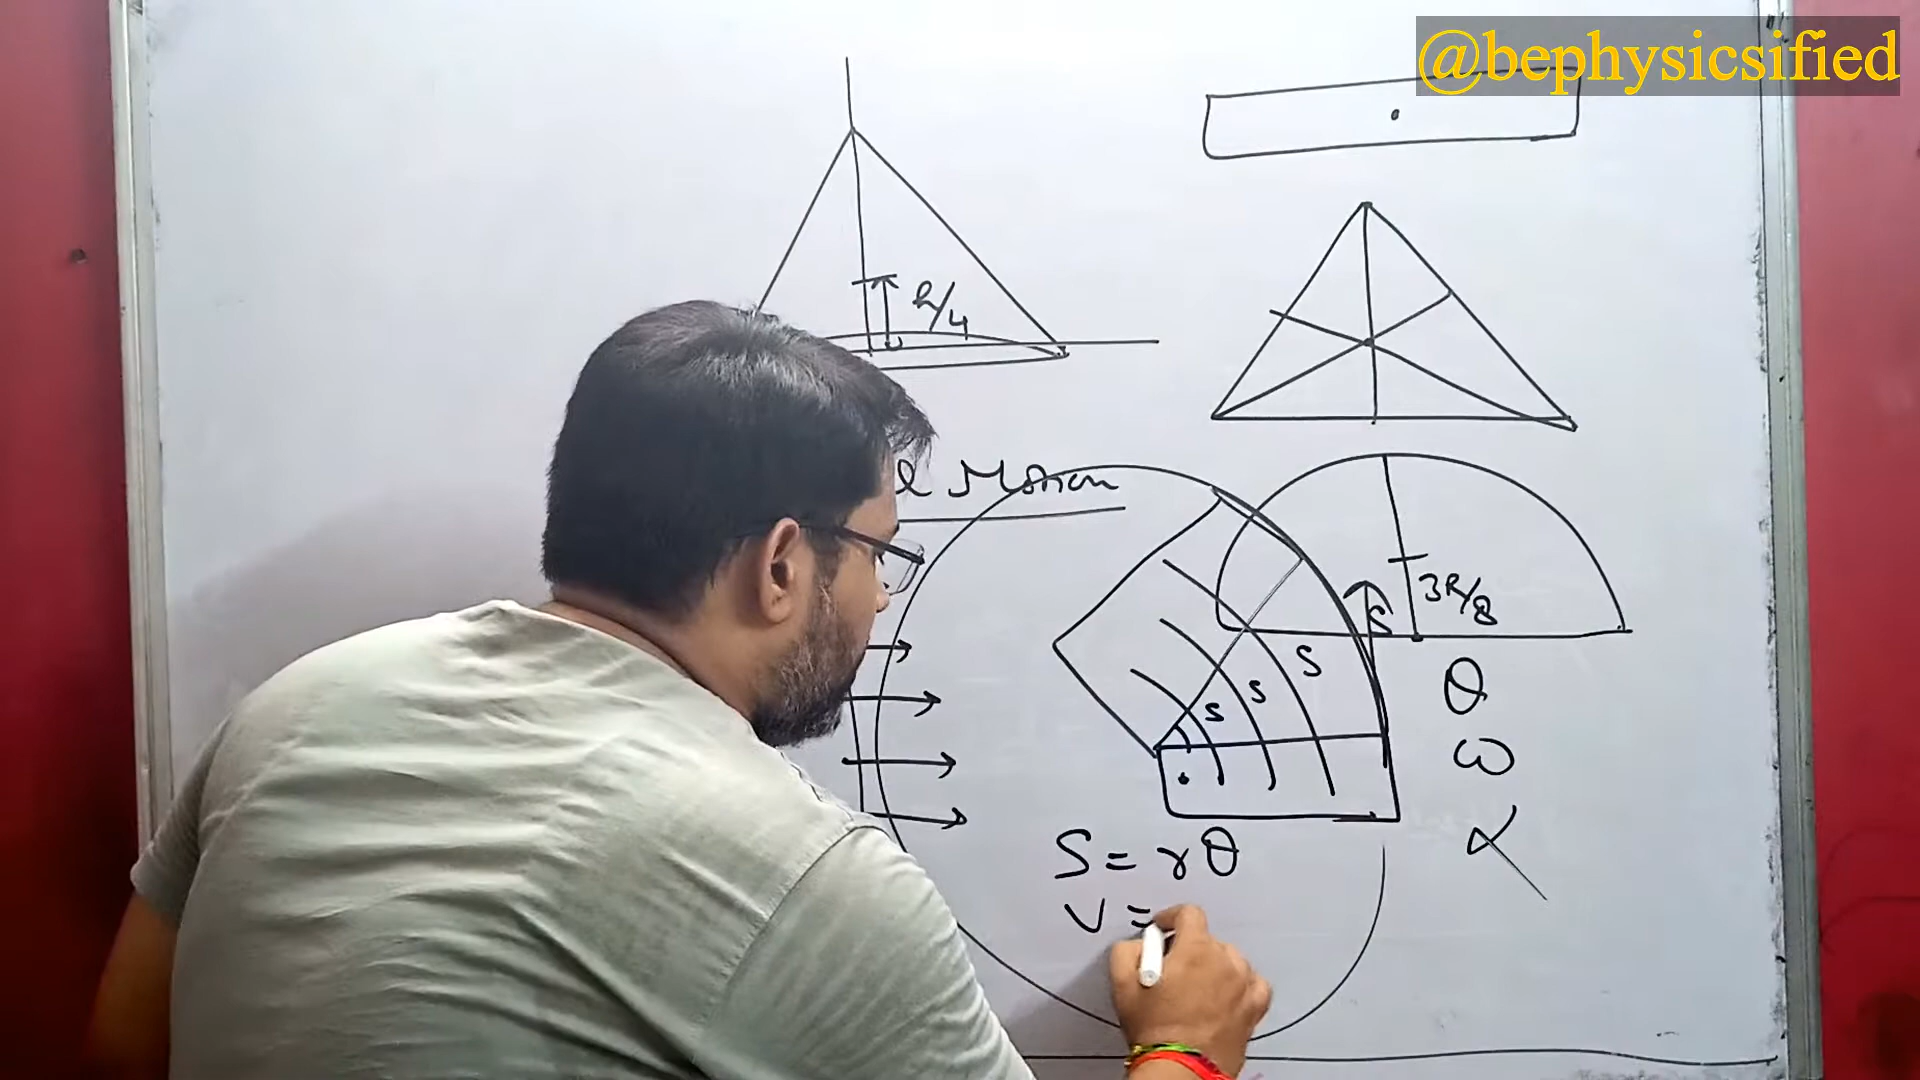 @bephysicsified
h/4
l Motion
3R/8
S
S
S
S
θ
ω
α
S = rθ
v =